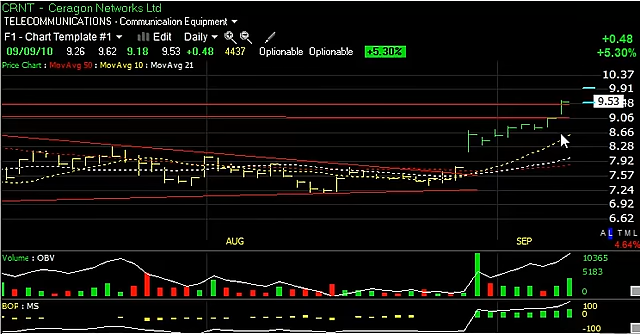 CRNT - Ceragon Networks Ltd
TELECOMMUNICATIONS - Communication Equipment
F1 - Chart Template #1 Edit Daily +0.48
09/09/10 9.26 9.62 9.18 9.53 +0.48 4437 Optionable Optionable +5.30% +5.30%
Price Chart : MovAvg 50 : MovAvg 10 : MovAvg 21
10.37
9.91
9.53
9.06
8.66
8.28
7.92
7.57
7.24
6.92
6.62
AUG SEP
A L T M L
4.64%
Volume : OBV
10365
5183
0
BOP : MS
100
0